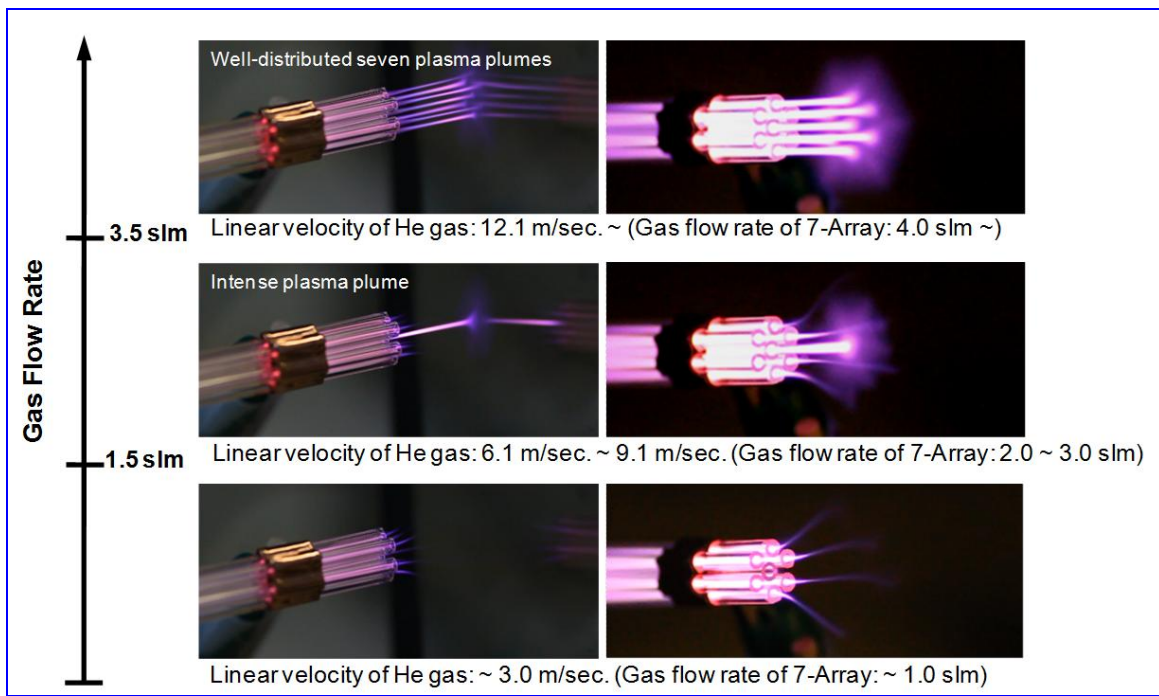 Well-distributed seven plasma plumes
Linear velocity of He gas: 12.1 m/sec. ~ (Gas flow rate of 7-Array: 4.0 slm ~)
3.5 slm
Intense plasma plume
Linear velocity of He gas: 6.1 m/sec. ~ 9.1 m/sec. (Gas flow rate of 7-Array: 2.0 ~ 3.0 slm)
1.5 slm
Linear velocity of He gas: ~ 3.0 m/sec. (Gas flow rate of 7-Array: ~ 1.0 slm)
Gas Flow Rate